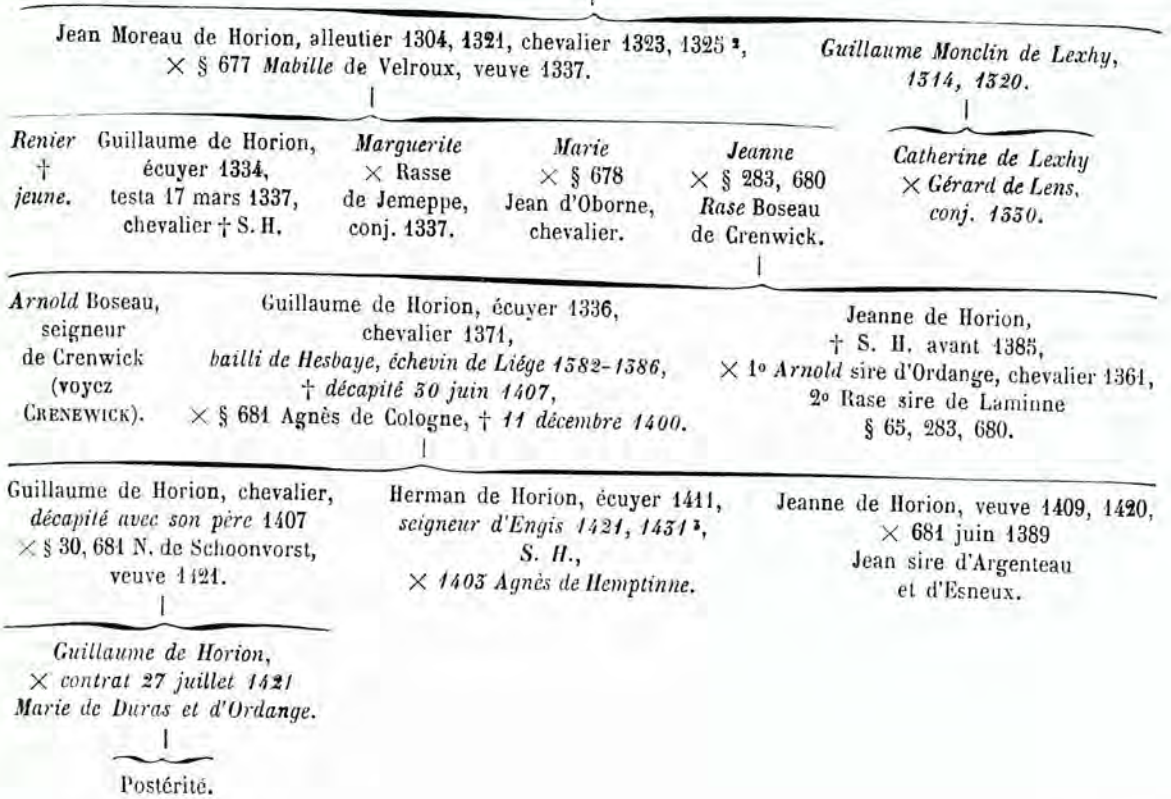 Jean Moreau de Horion, alleutier 1304, 1321, chevalier 1323, 1325 ²,
× § 677 Mabille de Velroux, veuve 1337.
Guillaume Monclin de Lexhy,
1314, 1320.
Renier
†
jeune.
Guillaume de Horion,
écuyer 1334,
testa 17 mars 1337,
chevalier † S. H.
Marguerite
× Rasse
de Jemeppe,
conj. 1337.
Marie
× § 678
Jean d'Oborne,
chevalier.
Jeanne
× § 283, 680
Rase Boseau
de Crenwick.
Catherine de Lexhy
× Gérard de Lens,
conj. 1330.
Arnold Boseau,
seigneur
de Crenwick
(voyez
CRENEWICK).
Guillaume de Horion, écuyer 1336,
chevalier 1371,
bailli de Hesbaye, échevin de Liége 1382-1386,
† décapité 30 juin 1407,
× § 681 Agnès de Cologne, † 11 décembre 1400.
Jeanne de Horion,
† S. H. avant 1385,
× 1º Arnold sire d'Ordange, chevalier 1361,
2º Rase sire de Laminne
§ 65, 283, 680.
Guillaume de Horion, chevalier,
décapité avec son père 1407
× § 30, 681 N. de Schoonvorst,
veuve 1421.
Herman de Horion, écuyer 1411,
seigneur d'Engis 1421, 1431 ³,
S. H.,
× 1403 Agnès de Hemptinne.
Jeanne de Horion, veuve 1409, 1420,
× 681 juin 1389
Jean sire d'Argenteau
et d'Esneux.
Guillaume de Horion,
× contrat 27 juillet 1421
Marie de Duras et d'Ordange.
Postérité.